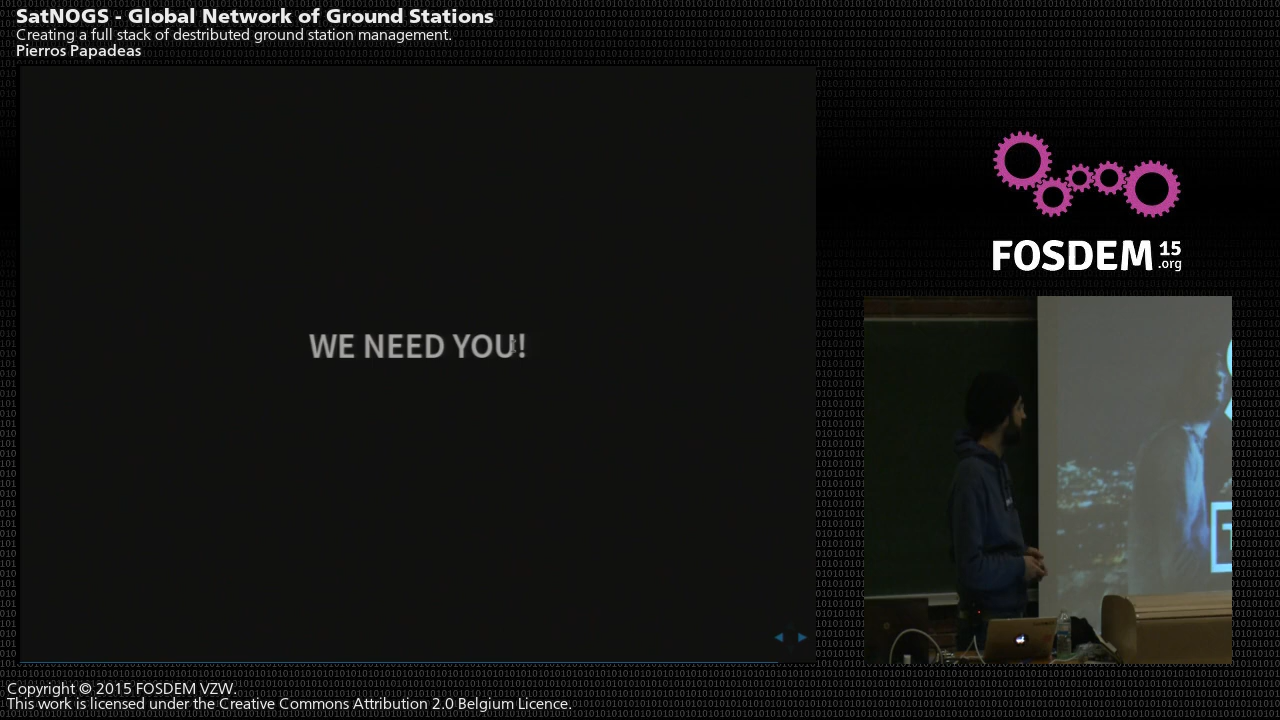 SatNOGS - Global Network of Ground Stations
Creating a full stack of destributed ground station management.
Pierros Papadeas
WE NEED YOU!
FOSDEM 15
.org
Copyright © 2015 FOSDEM VZW.
This work is licensed under the Creative Commons Attribution 2.0 Belgium Licence.